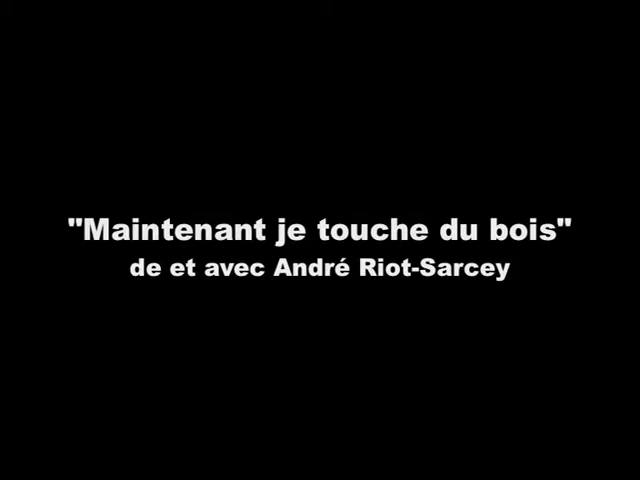 "Maintenant je touche du bois"
de et avec André Riot-Sarcey